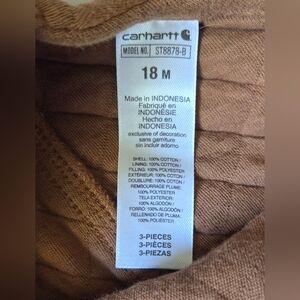 carhartt
MODEL NO. ST8878-B
18 M
Made in INDONESIA
Fabriqué en
INDONÉSIE
Hecho en
INDONESIA
exclusive of decoration
sans garniture
sin incluir adorno
SHELL: 100% COTTON /
LINING: 100% COTTON /
FILLING: 100% POLYESTER
EXTÉRIEUR: 100% COTON /
DOUBLURE: 100% COTON /
REMBOURRAGE PLUME:
100% POLYESTER
TELA EXTERIOR:
100% ALGODÓN /
FORRO: 100% ALGODÓN /
RELLENADO DE PLUMA:
100% POLIÉSTER
3-PIECES
3-PIÈCES
3-PIEZAS